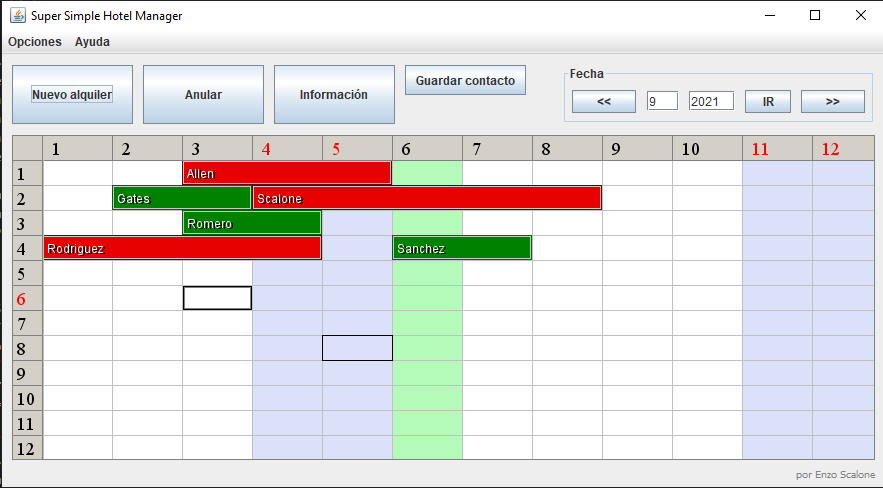 Super Simple Hotel Manager
Opciones Ayuda
Nuevo alquiler Anular Información Guardar contacto
Fecha
<< 9 2021 IR >>
1 2 3 4 5 6 7 8 9 10 11 12
1 Allen
2 Gates Scalone
3 Romero
4 Rodriguez Sanchez
5
6
7
8
9
10
11
12
por Enzo Scalone